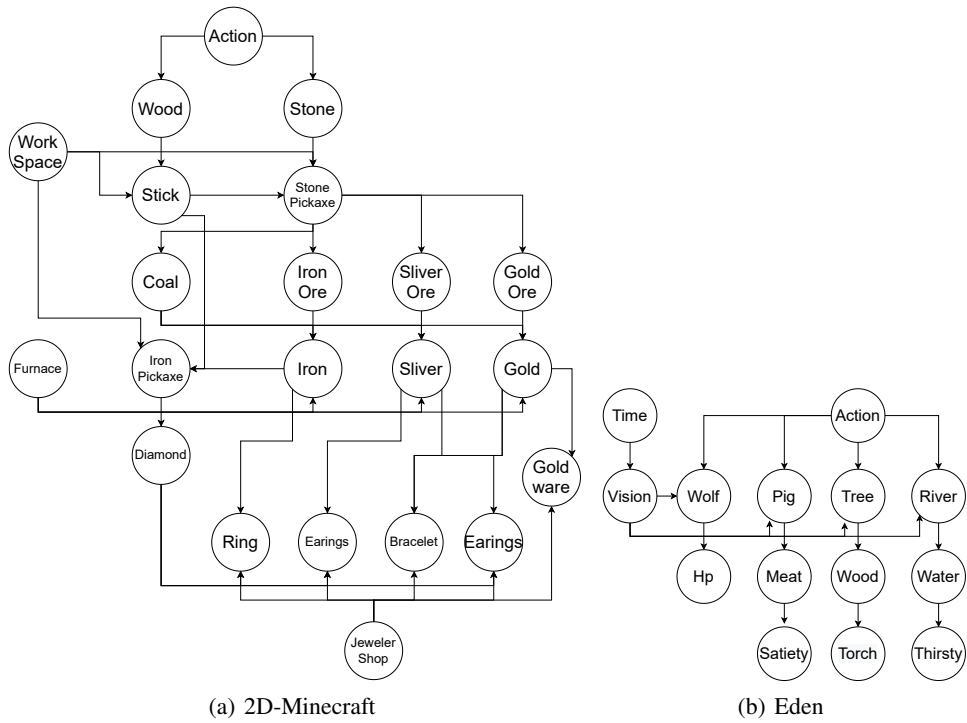 Action
Wood
Stone
Work
Space
Stick
Stone
Pickaxe
Coal
Iron
Ore
Sliver
Ore
Gold
Ore
Furnace
Iron
Pickaxe
Iron
Sliver
Gold
Diamond
Gold
ware
Ring
Earings
Bracelet
Earings
Jeweler
Shop
(a) 2D-Minecraft
Time
Action
Vision
Wolf
Pig
Tree
River
Hp
Meat
Wood
Water
Satiety
Torch
Thirsty
(b) Eden